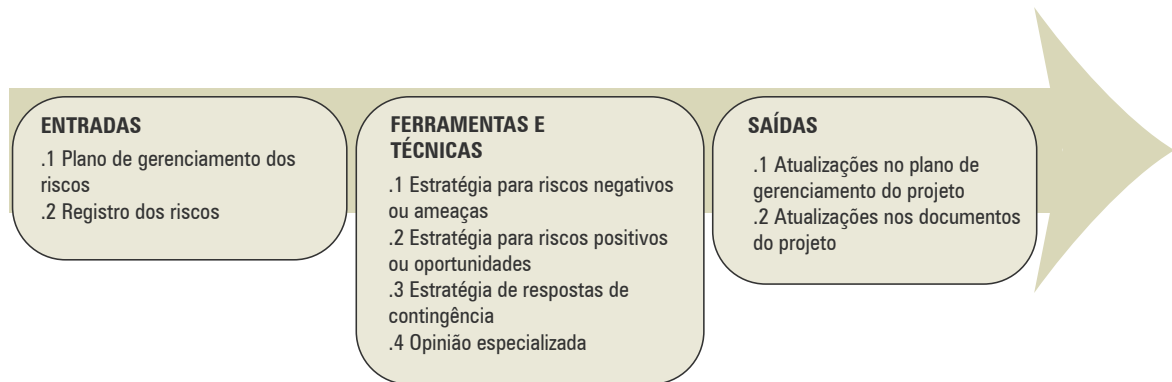 ENTRADAS
.1 Plano de gerenciamento dos
riscos
.2 Registro dos riscos
FERRAMENTAS E
TÉCNICAS
.1 Estratégia para riscos negativos
ou ameaças
.2 Estratégia para riscos positivos
ou oportunidades
.3 Estratégia de respostas de
contingência
.4 Opinião especializada
SAÍDAS
.1 Atualizações no plano de
gerenciamento do projeto
.2 Atualizações nos documentos
do projeto